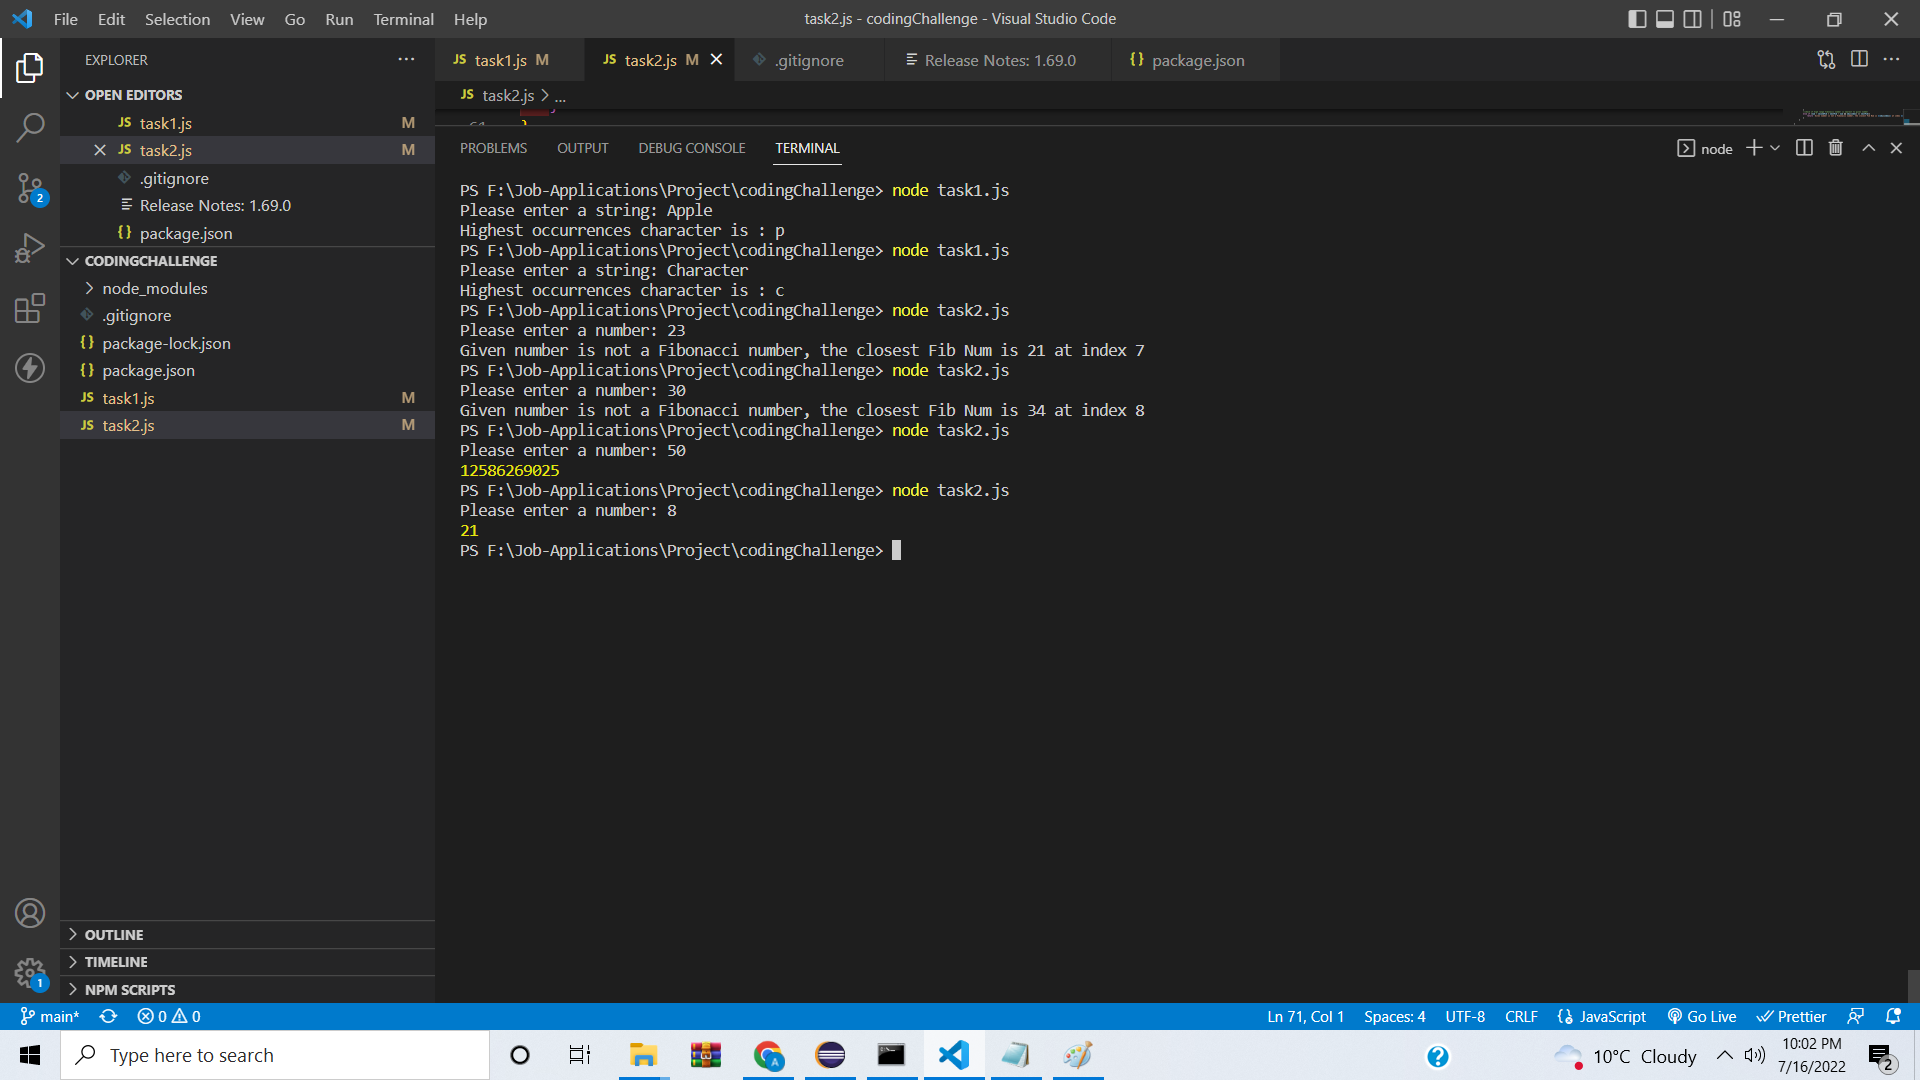 File Edit Selection View Go Run Terminal Help
task2.js - codingChallenge - Visual Studio Code
EXPLORER
OPEN EDITORS
JS task1.js M
JS task2.js M
.gitignore
Release Notes: 1.69.0
{} package.json
CODINGCHALLENGE
node_modules
.gitignore
{} package-lock.json
{} package.json
JS task1.js M
JS task2.js M
OUTLINE
TIMELINE
NPM SCRIPTS
2
1
JS task1.js M
JS task2.js M
.gitignore
Release Notes: 1.69.0
{} package.json
JS task2.js > ...
PROBLEMS OUTPUT DEBUG CONSOLE TERMINAL
node
PS F:\Job-Applications\Project\codingChallenge> node task1.js
Please enter a string: Apple
Highest occurrences character is : p
PS F:\Job-Applications\Project\codingChallenge> node task1.js
Please enter a string: Character
Highest occurrences character is : c
PS F:\Job-Applications\Project\codingChallenge> node task2.js
Please enter a number: 23
Given number is not a Fibonacci number, the closest Fib Num is 21 at index 7
PS F:\Job-Applications\Project\codingChallenge> node task2.js
Please enter a number: 30
Given number is not a Fibonacci number, the closest Fib Num is 34 at index 8
PS F:\Job-Applications\Project\codingChallenge> node task2.js
Please enter a number: 50
12586269025
PS F:\Job-Applications\Project\codingChallenge> node task2.js
Please enter a number: 8
21
PS F:\Job-Applications\Project\codingChallenge>
main* 0 0
Ln 71, Col 1 Spaces: 4 UTF-8 CRLF {} JavaScript Go Live Prettier
Type here to search
10°C Cloudy
10:02 PM
7/16/2022
2